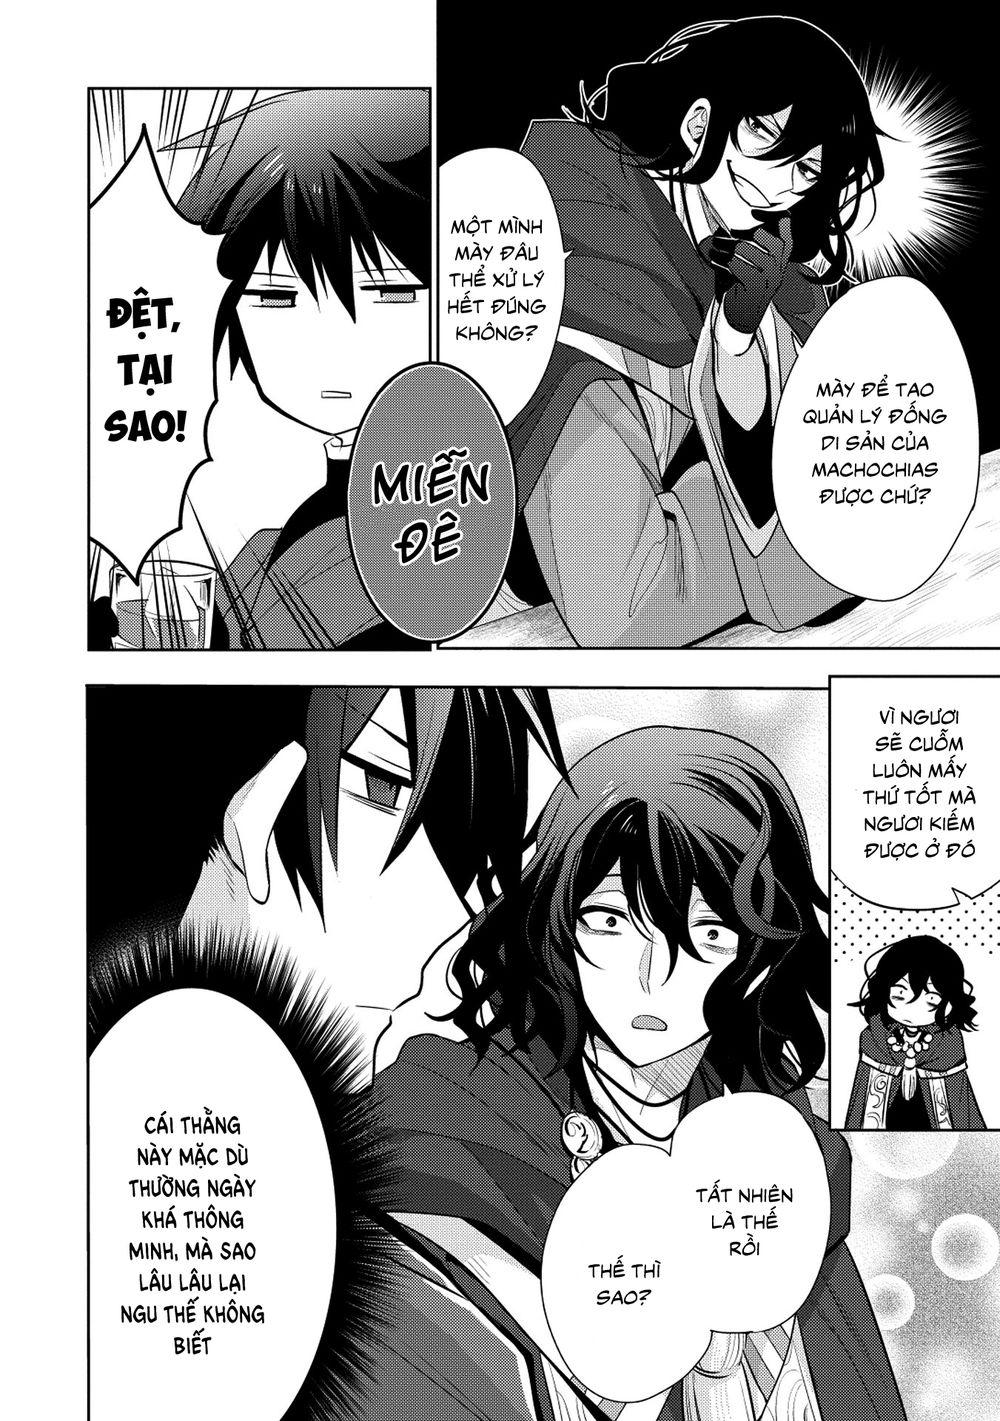 MÀY ĐỂ TAO
QUẢN LÝ ĐỐNG
DI SẢN CỦA
MACHOCHIAS
ĐƯỢC CHỨ?
MỘT MÌNH
MÀY ĐÂU
THỂ XỬ LÝ
HẾT ĐÚNG
KHÔNG?
MIỄN
ĐÊ
ĐỆT,
TẠI
SAO!
VÌ NGƯƠI
SẼ CUỖM
LUÔN MẤY
THỨ TỐT MÀ
NGƯƠI KIẾM
ĐƯỢC Ở ĐÓ
TẤT NHIÊN
LÀ THẾ
RỒI
THẾ THÌ
SAO?
CÁI THẰNG
NÀY MẶC DÙ
THƯỜNG NGÀY
KHÁ THÔNG
MINH, MÀ SAO
LÂU LÂU LẠI
NGU THẾ KHÔNG
BIẾT